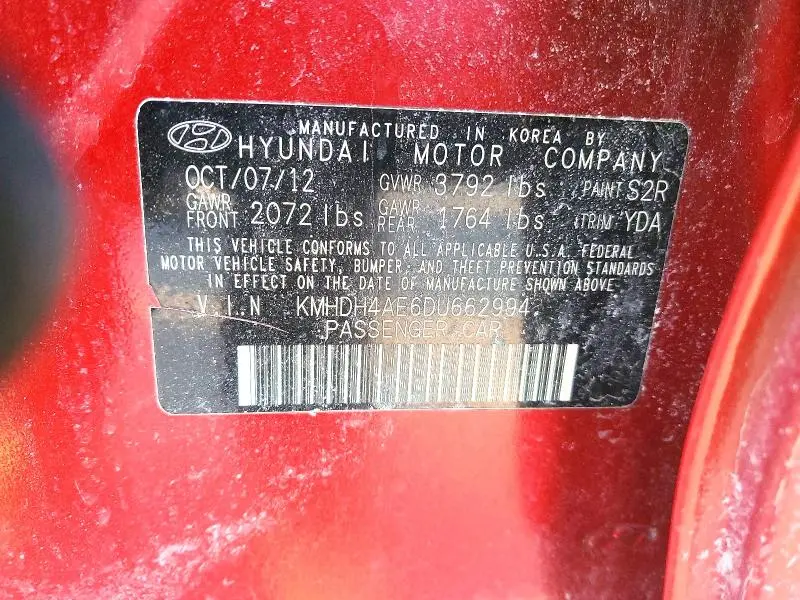 MANUFACTURED IN KOREA BY
HYUNDAI MOTOR COMPANY
OCT/07/12 GVWR 3792 lbs PAINT S2R
GAWR FRONT 2072 lbs GAWR REAR 1764 lbs TRIM YDA
THIS VEHICLE CONFORMS TO ALL APPLICABLE U.S.A. FEDERAL
MOTOR VEHICLE SAFETY, BUMPER, AND THEFT PREVENTION STANDARDS
IN EFFECT ON THE DATE OF MANUFACTURE SHOWN ABOVE
V.I.N KMHDH4AE6DU662994.
PASSENGER CAR